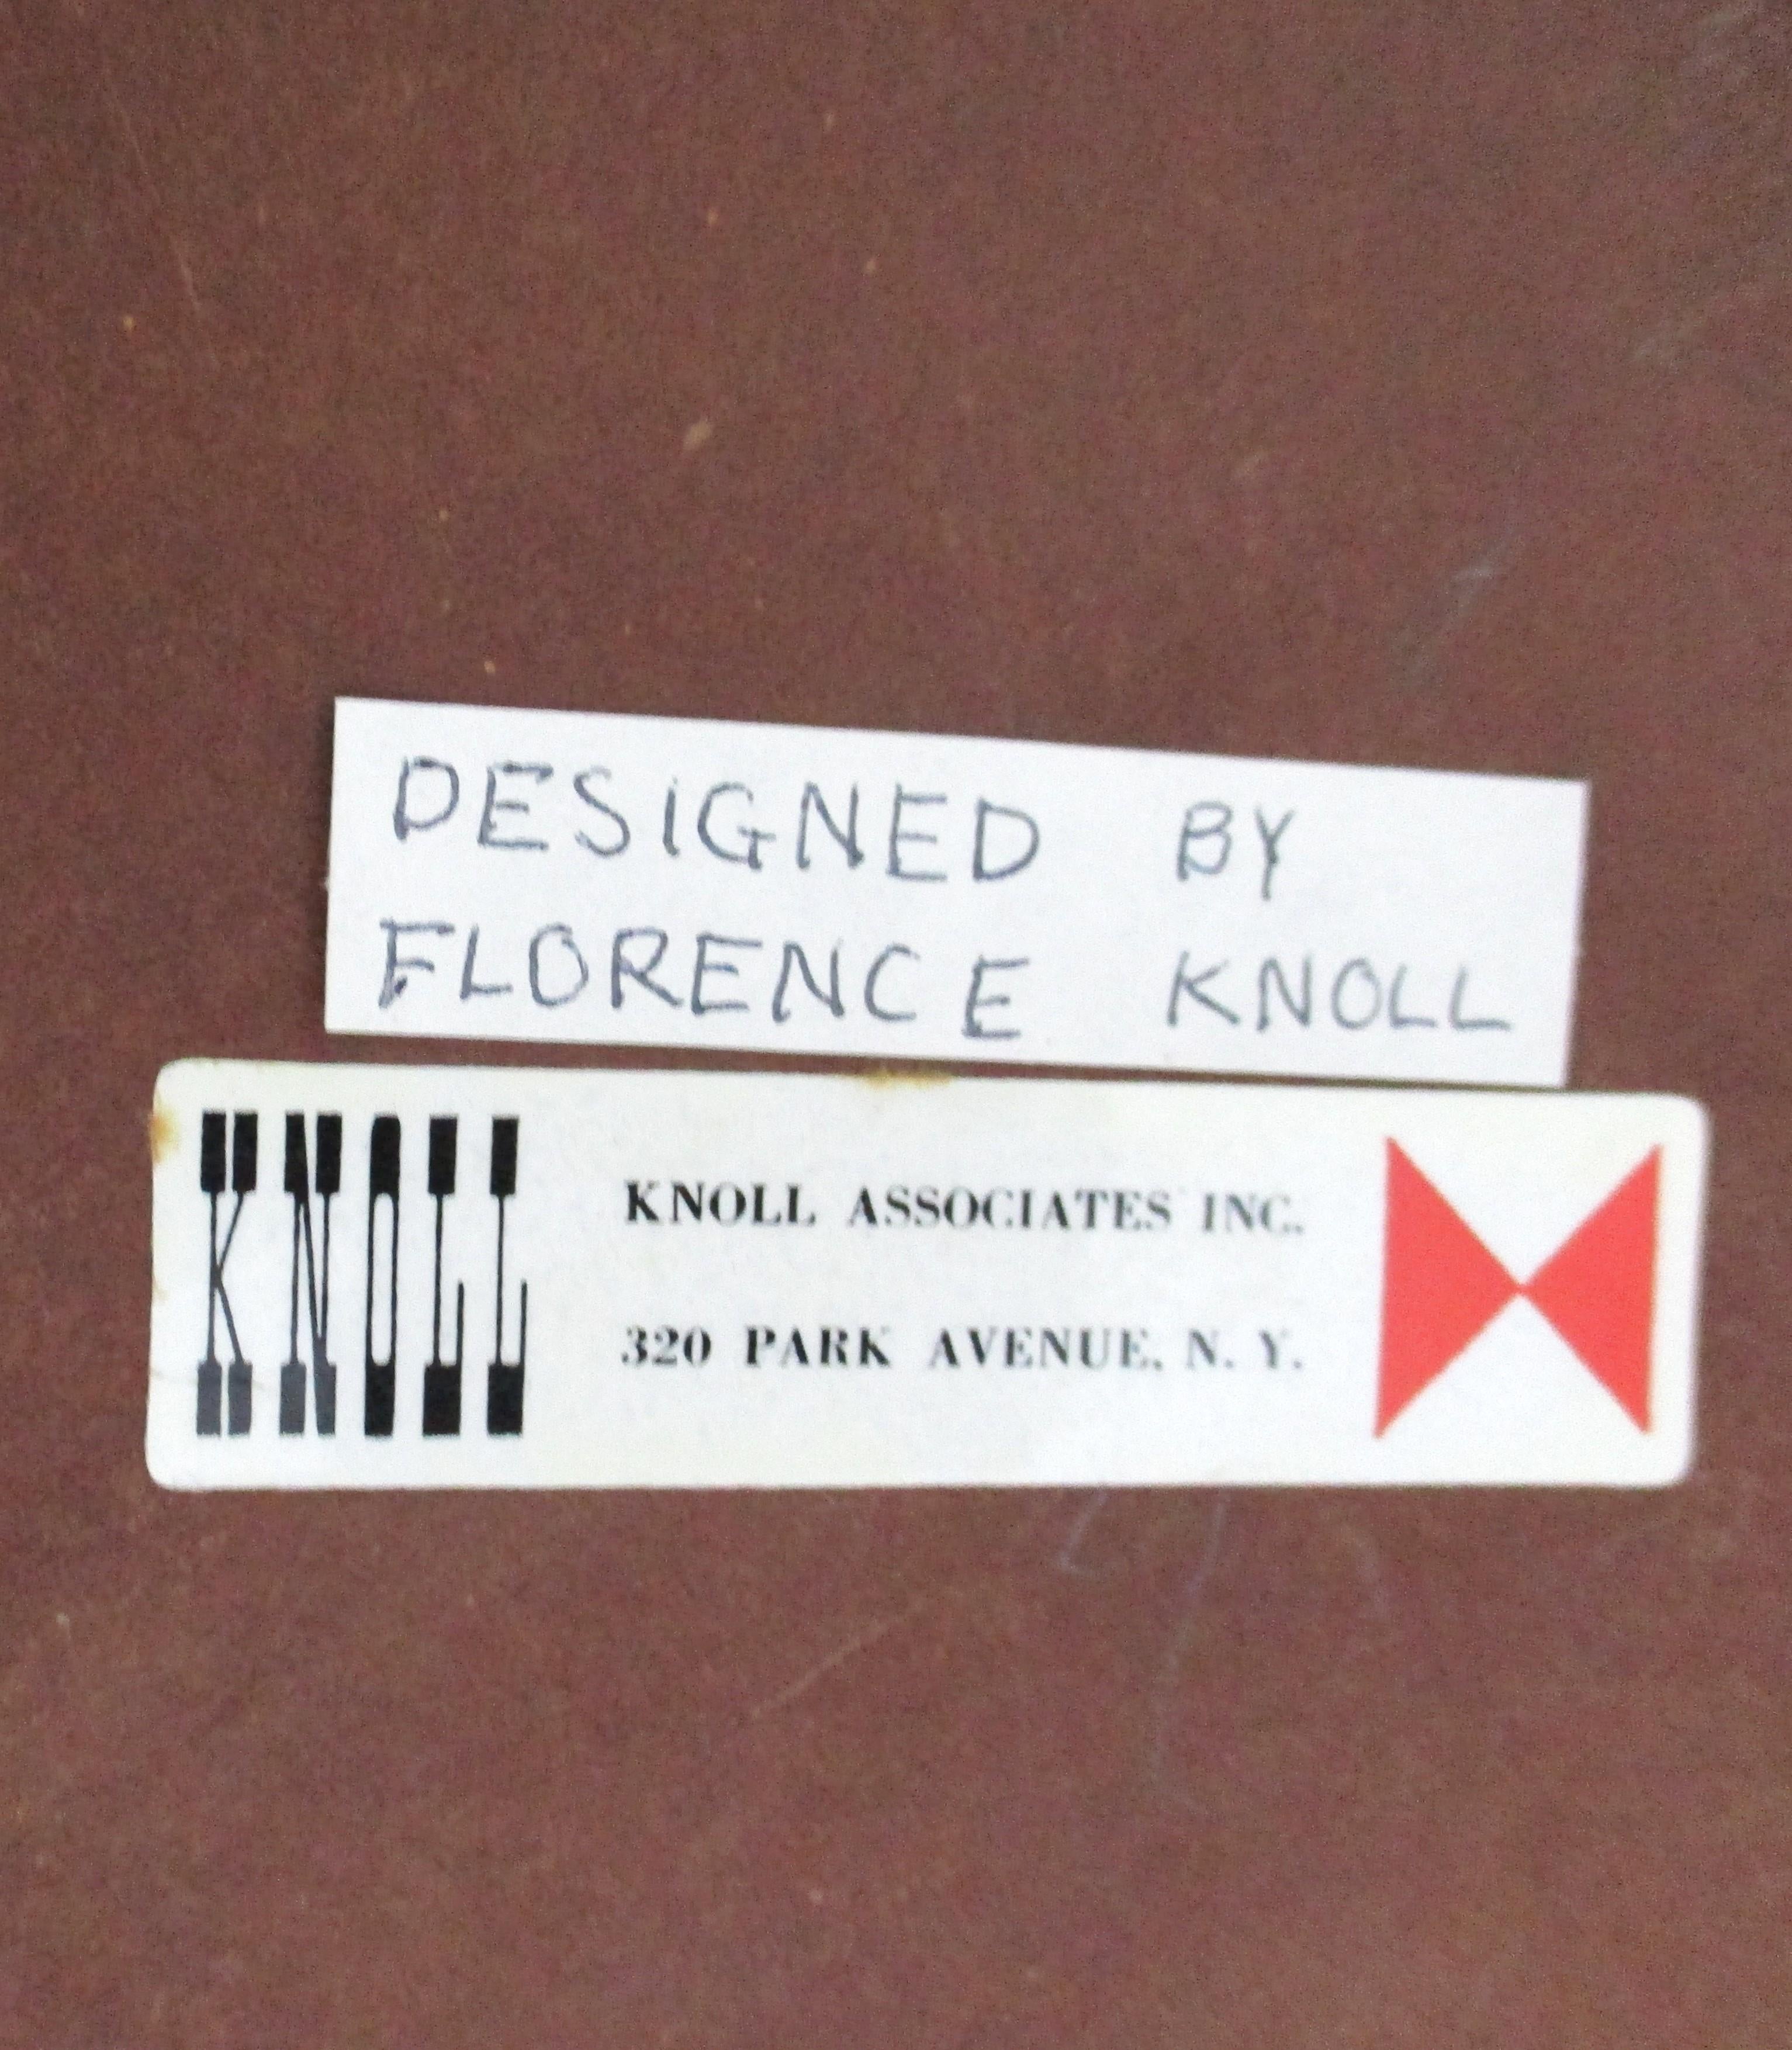 DESIGNED BY
FLORENCE KNOLL
KNOLL
KNOLL ASSOCIATES INC.
320 PARK AVENUE, N. Y.